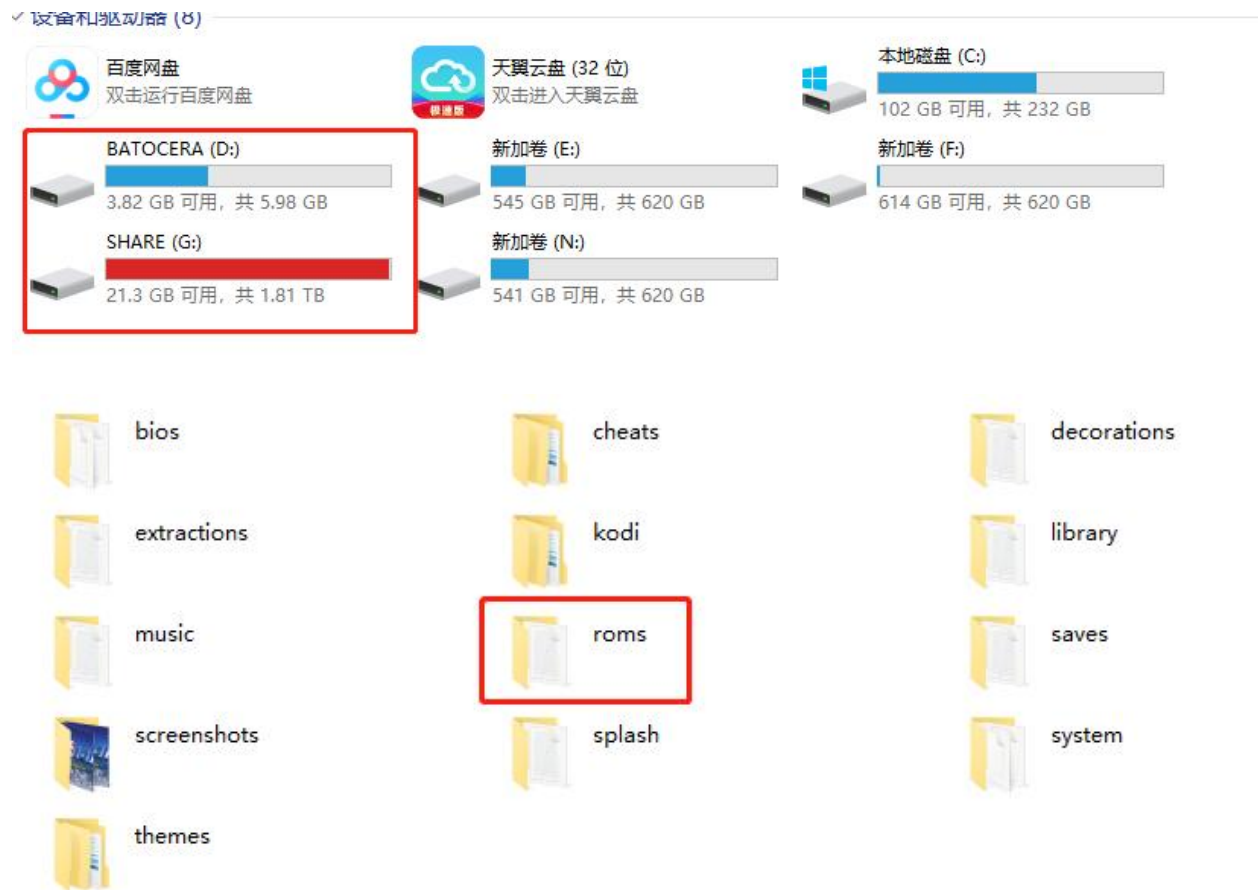 设备和驱动器 (8)
百度网盘
双击运行百度网盘
天翼云盘 (32 位)
双击进入天翼云盘
极速版
本地磁盘 (C:)
102 GB 可用，共 232 GB
BATOCERA (D:)
3.82 GB 可用，共 5.98 GB
新加卷 (E:)
545 GB 可用，共 620 GB
新加卷 (F:)
614 GB 可用，共 620 GB
SHARE (G:)
21.3 GB 可用，共 1.81 TB
新加卷 (N:)
541 GB 可用，共 620 GB
bios
cheats
decorations
extractions
kodi
library
music
roms
saves
screenshots
splash
system
themes